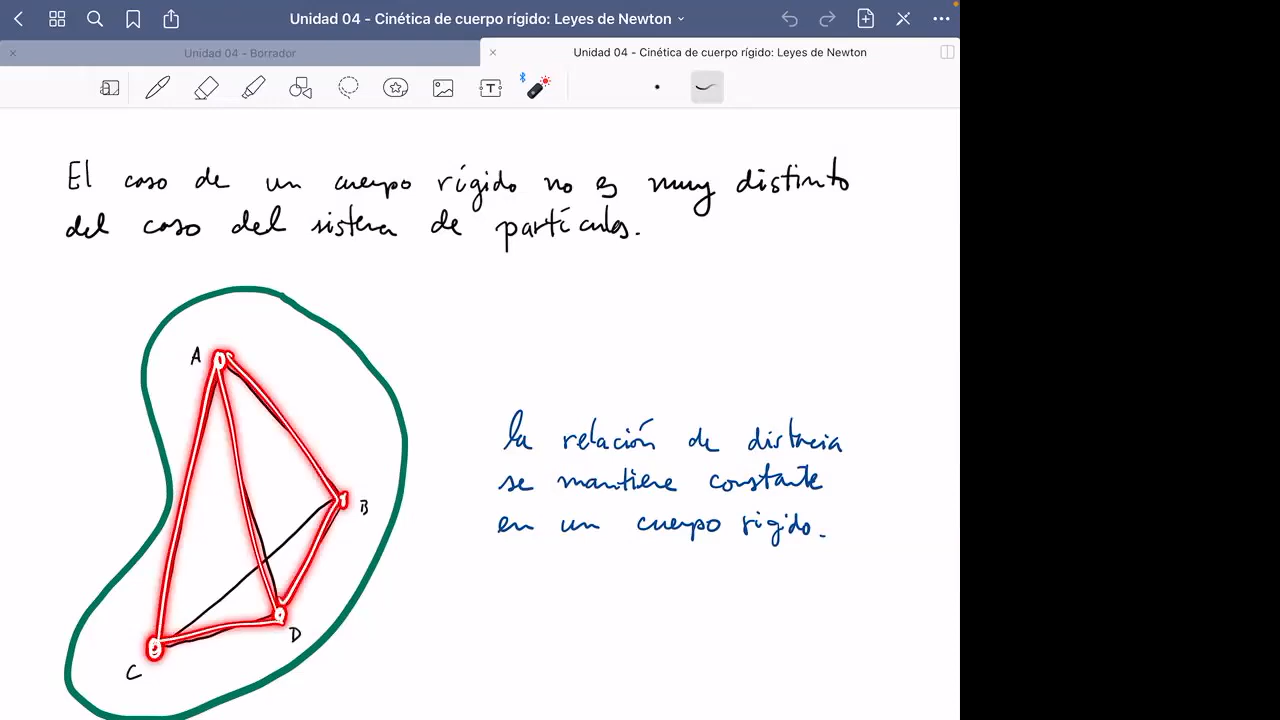 Unidad 04 - Cinética de cuerpo rígido: Leyes de Newton
Unidad 04 - Borrador
Unidad 04 - Cinética de cuerpo rígido: Leyes de Newton
El caso de un cuerpo rígido no es muy distinto
del caso del sistema de partículas.
A
B
C
D
la relación de distancia
se mantiene constante
en un cuerpo rigido.